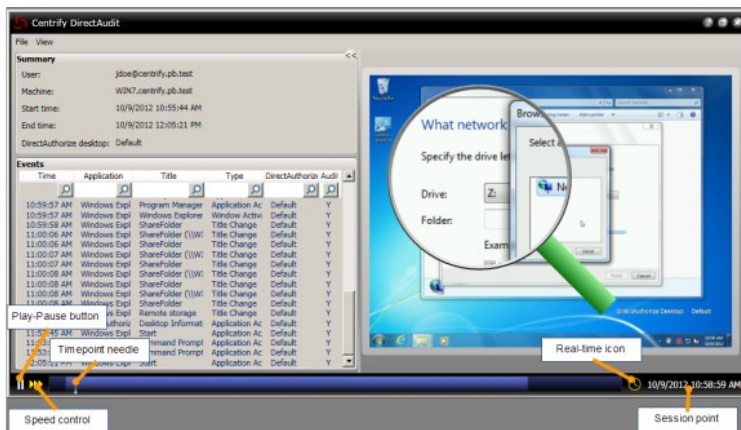 Centrify DirectAudit
File View
Summary
<<
User: jdoe@centrify.pb.test
Machine: WIN7.centrify.pb.test
Start time: 10/9/2012 10:55:44 AM
End time: 10/9/2012 12:05:21 PM
DirectAuthorize desktop: Default
Events
Time Application Title Type DirectAuthoriza Audi
10:59:57 AM Windows Expl Program Manager Application Ac Default Y
10:59:57 AM Windows Expl Windows Explorer Window Activ Default Y
10:59:58 AM Windows Expl ShareFolder Title Change Default Y
11:00:06 AM Windows Expl ShareFolder (\\W: Title Change Default Y
11:00:06 AM Windows Expl ShareFolder Title Change Default Y
11:00:07 AM Windows Expl ShareFolder (\\W: Title Change Default Y
11:00:07 AM Windows Expl ShareFolder Title Change Default Y
11:00:08 AM Windows Expl ShareFolder (\\W: Title Change Default Y
11:00:08 AM Windows Expl ShareFolder Title Change Default Y
11:00:08 AM Windows Expl ShareFolder (\\W: Title Change Default Y
11:00:08 AM Windows Expl ShareFolder Title Change Default Y
Windows Expl Remote storage Title Change Default Y
Desktop Informat Application Ac Default Y
AM Windows Expl Start Application Ac Default Y
Command Prompt Application Ac Default Y
Command Prompt Application Ac Default Y
Start Application Ac Default Y
What network
Specify the drive let
Drive: Z:
Folder:
Exam
Brow
Select a
Ne
Cancel
DirectAuthorize Desktop: Default
Play-Pause button
Timepoint needle
Real-time icon
10/9/2012 10:58:59 AM
Speed control
Session point